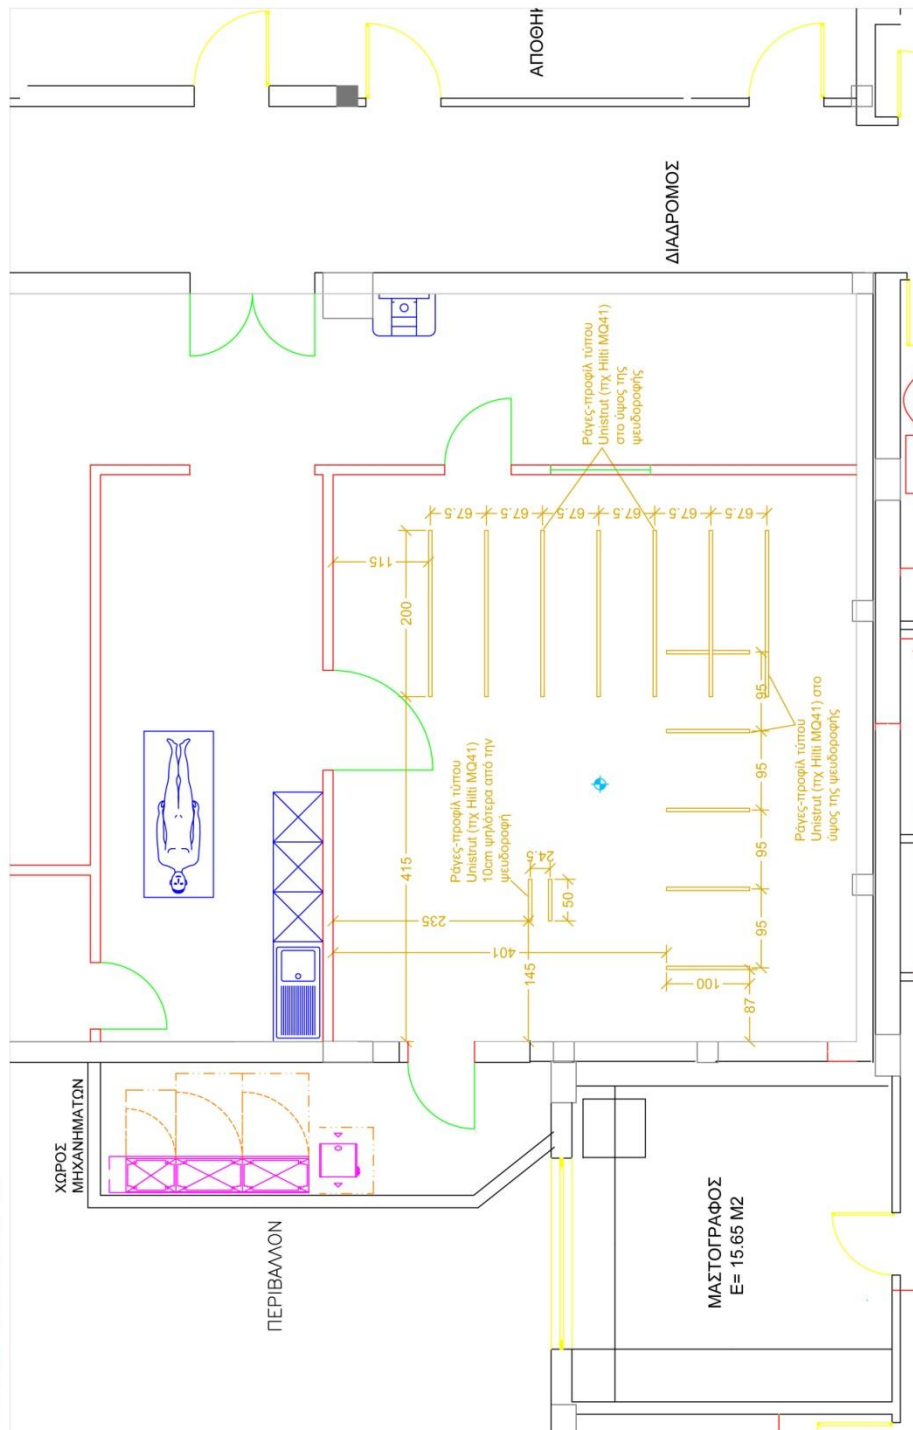 ΑΠΟΘΗΚ
ΔΙΑΔΡΟΜΟΣ
Ράγες-προφίλ τύπου
Unistrut (πχ Hilti MQ41)
στο ύψος της
ψευδοροφής
67.5
67.5
67.5
67.5
67.5
67.5
115
200
95
95
95
95
Ράγες-προφίλ τύπου
Unistrut (πχ Hilti MQ41) στο
ύψος της ψευδοροφής
Ράγες-προφίλ τύπου
Unistrut (πχ Hilti MQ41)
10cm ψηλότερα από την
ψευδοροφή
24.5
50
415
235
401
145
100
87
ΧΩΡΟΣ
ΜΗΧΑΝΗΜΑΤΩΝ
ΠΕΡΙΒΑΛΛΟΝ
ΜΑΣΤΟΓΡΑΦΟΣ
Ε= 15.65 Μ2